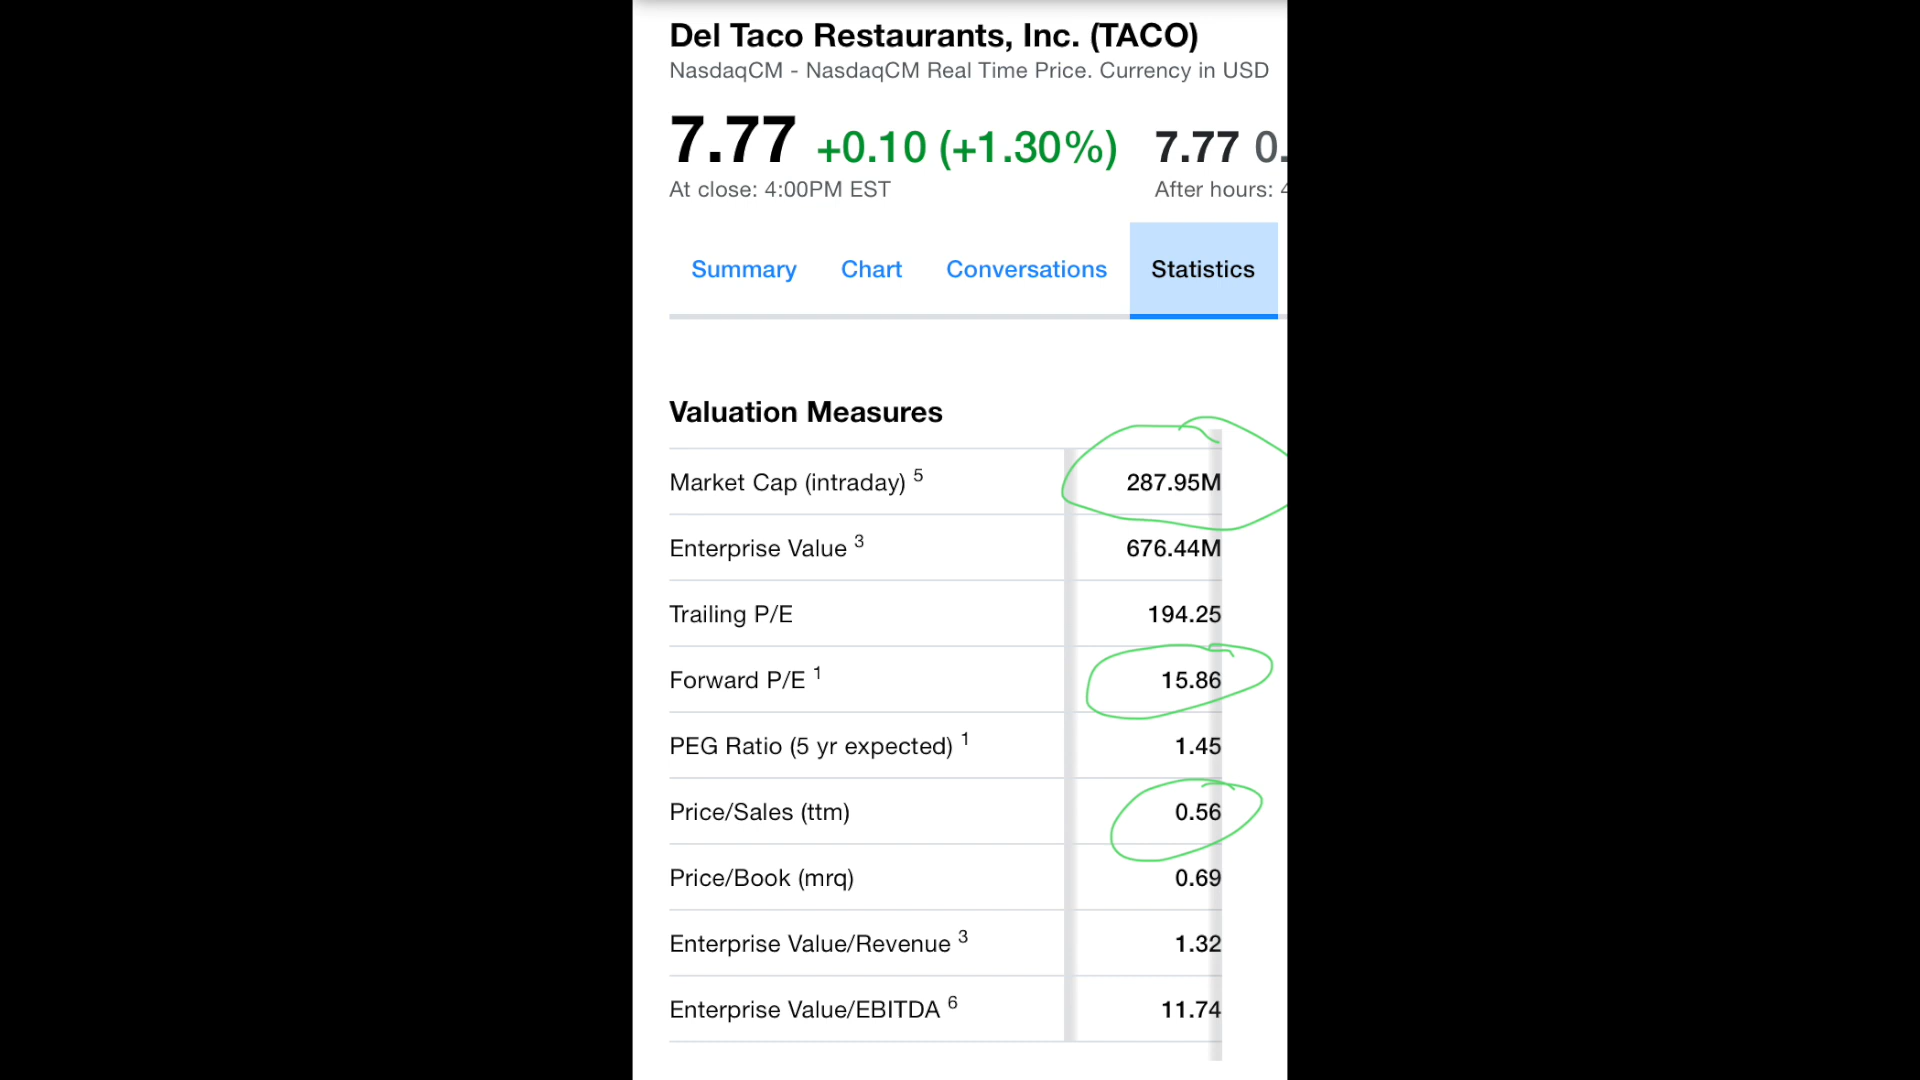 Del Taco Restaurants, Inc. (TACO)
NasdaqCM - NasdaqCM Real Time Price. Currency in USD
7.77 +0.10 (+1.30%) 7.77 0.
At close: 4:00PM EST After hours: 4
Summary Chart Conversations Statistics
Valuation Measures
Market Cap (intraday) 5 287.95M
Enterprise Value 3 676.44M
Trailing P/E 194.25
Forward P/E 1 15.86
PEG Ratio (5 yr expected) 1 1.45
Price/Sales (ttm) 0.56
Price/Book (mrq) 0.69
Enterprise Value/Revenue 3 1.32
Enterprise Value/EBITDA 6 11.74